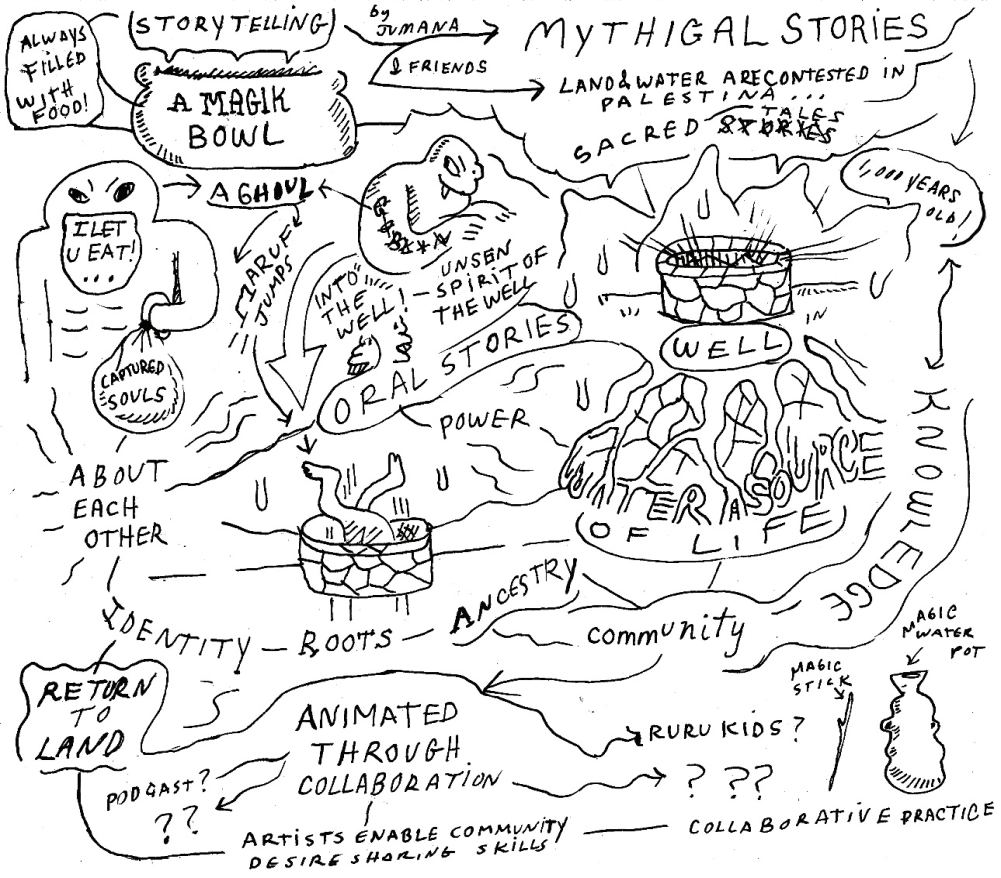 ALWAYS
FILLED
WITH
FOOD!
STORYTELLING
by
JUMANA
& FRIENDS
MYTHIGAL STORIES
A MAGIK
BOWL
LAND & WATER ARE CONTESTED IN
PALESTINA ...
SACRED
TALES
1,000 YEARS
OLD!
A GHOUL
I LET
U EAT!
...
CAPTURED
SOULS
MARUF
JUMPS
INTO
THE
WELL!
UNSEN
SPIRIT OF
THE WELL
ORAL STORIES
POWER
IN
WELL
WATER A SOURCE
OF LIFE
KNOWLEDGE
ABOUT
EACH
OTHER
IDENTITY – ROOTS – ANCESTRY
community
RETURN
TO
LAND
ANIMATED
THROUGH
COLLABORATION
RURU KIDS?
? ??
MAGIC
STICK
MAGIC
WATER
POT
PODGAST?
??
ARTISTS ENABLE COMMUNITY
DESIRE SHARING SKILLS
COLLABORATIVE PRACTICE